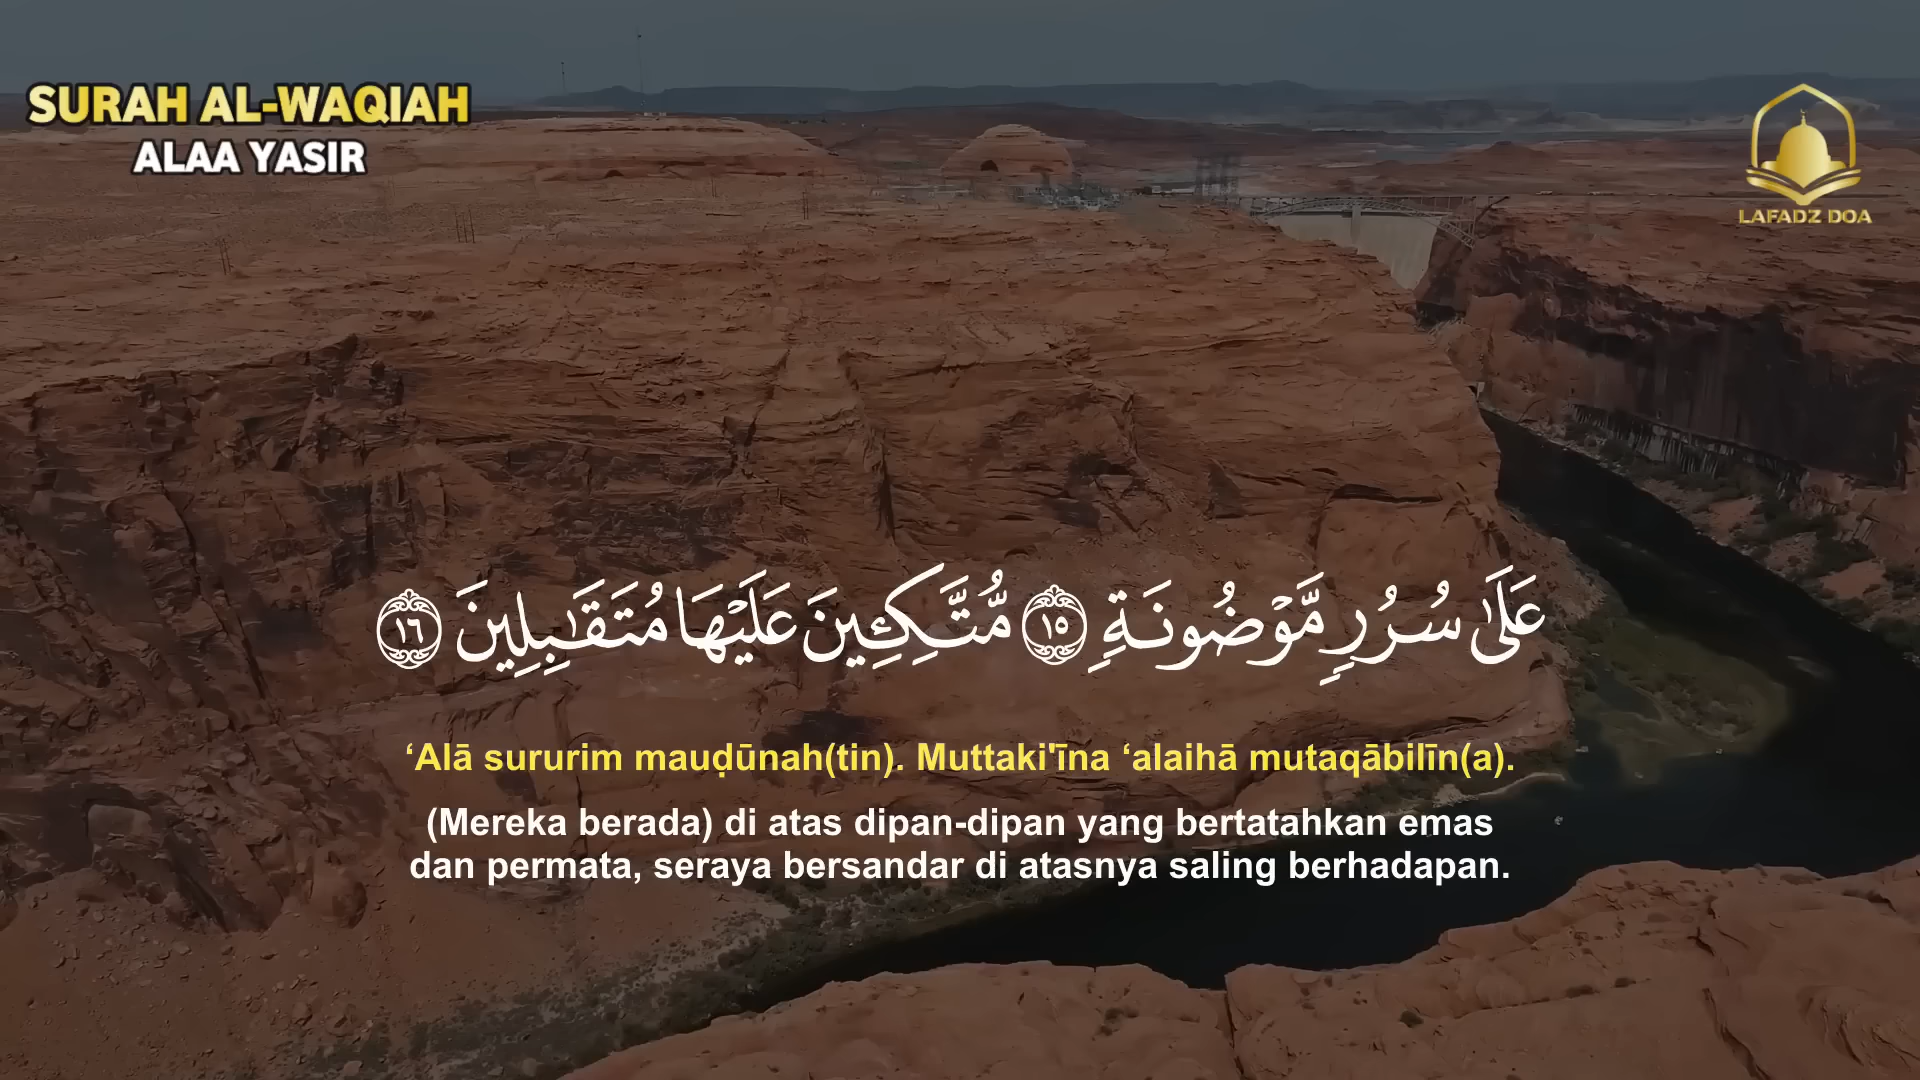 SURAH AL-WAQIAH
ALAA YASIR
LAFADZ DOA
عَلَىٰ سُرُرٍ مَّوْضُونَةٍ ١٥ مُّتَّكِـِٔينَ عَلَيْهَا مُتَقَـٰبِلِينَ ١٦
‘Alā sururim mauḍūnah(tin). Muttaki'īna ‘alaihā mutaqābilīn(a).
(Mereka berada) di atas dipan-dipan yang bertatahkan emas
dan permata, seraya bersandar di atasnya saling berhadapan.